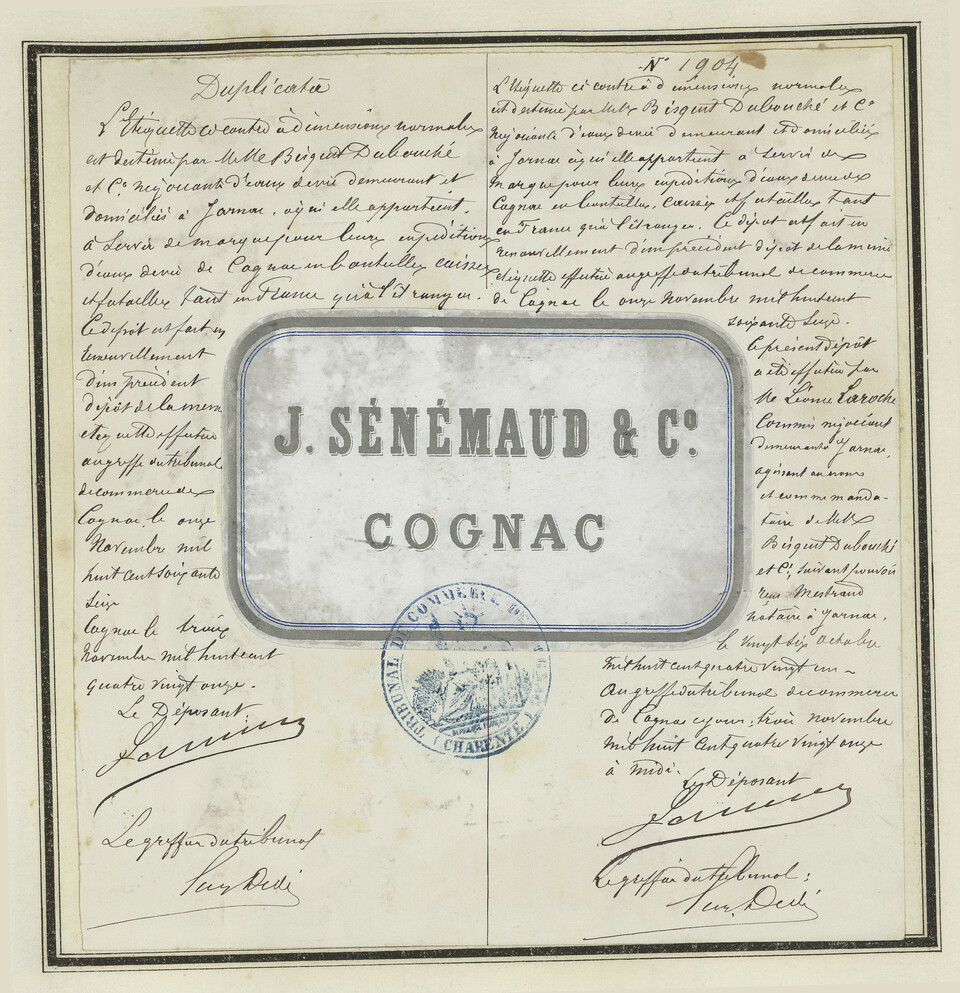 Duplicata
L'Etiquette ci contre à dimensions normales
est destiné par MM Bisquit Dubouché
et Cie négociants d'eaux de vie demeurant et
domiciliés à Jarnac, à qui elle appartient,
à servir de marque pour leurs expéditions
d'eaux de vie de Cognac en bouteilles caisses
et futailles tant en France qu'à l'étranger.
Ce dépôt est fait en
renouvellement
d'un précédent
dépôt de la même
étiquette effectué
au greffe du tribunal
de commerce de
Cognac le onze
Novembre mil
huit cent soixante
seize
Cognac le trois
Novembre mil huit cent
quatre vingt onze.
Le Déposant
Le greffier du tribunal
N° 1904.
L'Etiquette ci contre à dimensions normales
est destiné par MM Bisquit Dubouché et Cie
négociants d'eaux de vie demeurant et domiciliés
à Jarnac à qui elle appartient à servir de
marque pour leurs expéditions d'eaux de vie de
Cognac en bouteilles, caisses et futailles tant
en France qu'à l'étranger. Ce dépôt est fait en
renouvellement d'un précédent dépôt de la même
étiquette effectué au greffe du tribunal de commerce
de Cognac le onze Novembre mil huit cent
soixante seize.
Ce présent dépôt
a été effectué par
Mr Léonce Laroche
Commis négociant
demeurant à Jarnac,
agissant au nom
et comme manda-
taire de MM
Bisquit Dubouché
et Cie, suivant pouvoir
reçu Mestraud
notaire à Jarnac,
le vingt six octobre
mil huit cent quatre vingt un
Au greffe du tribunal de commerce
de Cognac ce jour, trois novembre
mil huit cent quatre vingt onze
à midi.
Le Déposant
Le greffier du tribunal:
J. SÉNÉMAUD & Co.
COGNAC
TRIBUNAL DE COMMERCE
(CHARENTE)